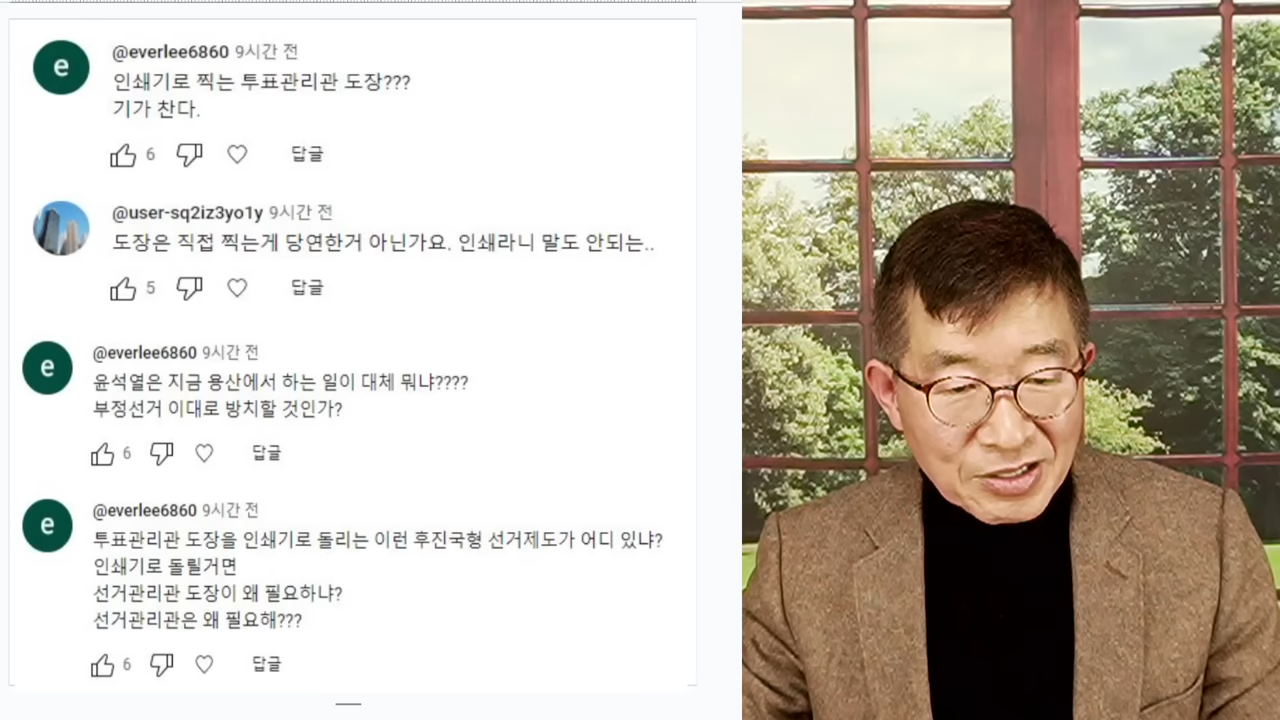 e
@everlee6860 9시간 전
인쇄기로 찍는 투표관리관 도장???
기가 찬다.
6
답글
@user-sq2iz3yo1y 9시간 전
도장은 직접 찍는게 당연한거 아닌가요. 인쇄라니 말도 안되는..
5
답글
e
@everlee6860 9시간 전
윤석열은 지금 용산에서 하는 일이 대체 뭐냐????
부정선거 이대로 방치할 것인가?
6
답글
e
@everlee6860 9시간 전
투표관리관 도장을 인쇄기로 돌리는 이런 후진국형 선거제도가 어디 있냐?
인쇄기로 돌릴거면
선거관리관 도장이 왜 필요하냐?
선거관리관은 왜 필요해???
6
답글